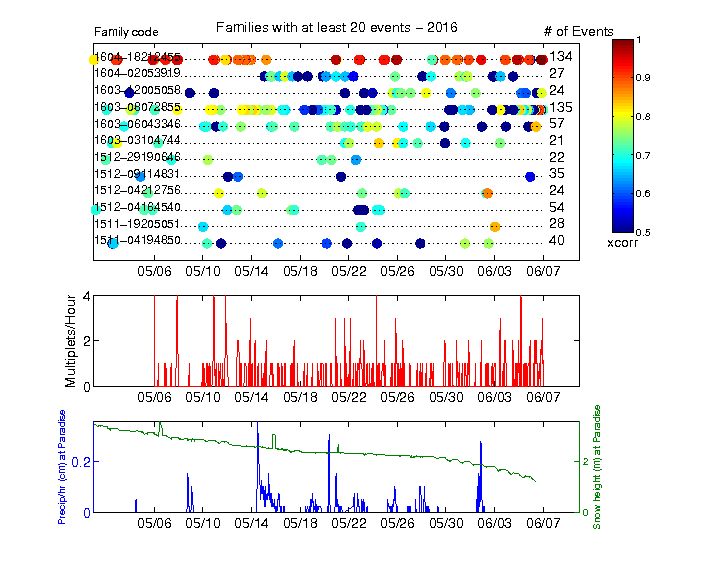 Families with at least 20 events – 2016
Family code
# of Events
1604–18212455 134
1604–02053919 27
1603–12005058 24
1603–08072855 135
1603–06043346 57
1603–03104744 21
1512–29190646 22
1512–09114831 35
1512–04212756 24
1512–04164540 54
1511–19205051 28
1511–04194850 40
05/06 05/10 05/14 05/18 05/22 05/26 05/30 06/03 06/07
1
0.9
0.8
0.7
0.6
0.5
xcorr
Multiplets/Hour
4
2
0
05/06 05/10 05/14 05/18 05/22 05/26 05/30 06/03 06/07
Precip/hr (cm) at Paradise
0.2
0
Snow height (m) at Paradise
2
0
05/06 05/10 05/14 05/18 05/22 05/26 05/30 06/03 06/07